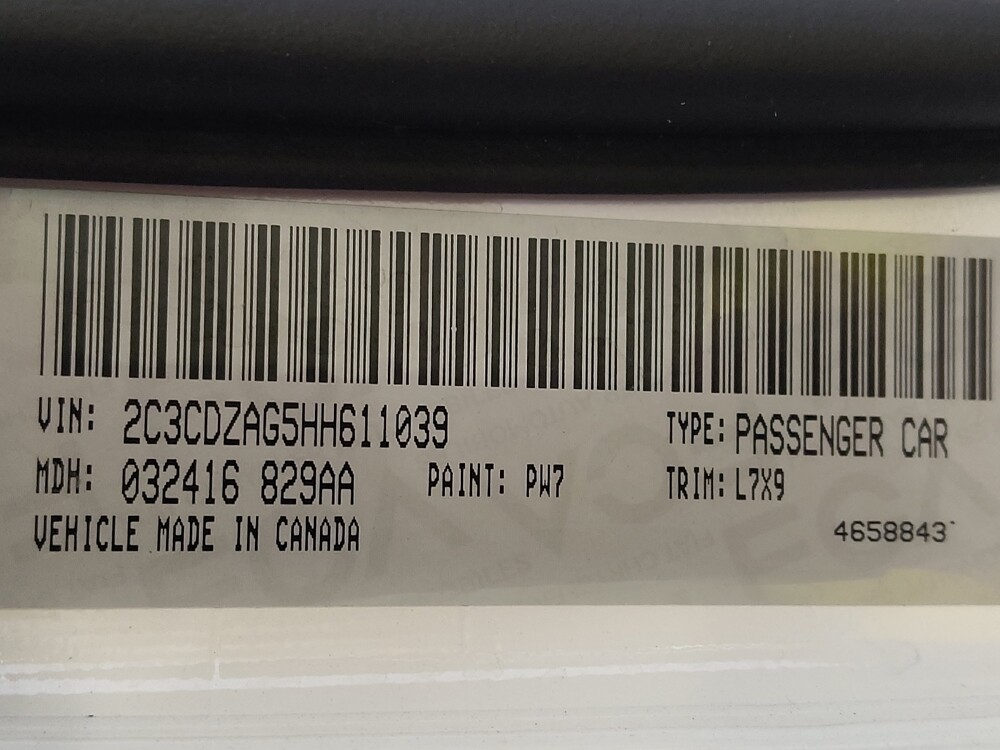 VIN: 2C3CDZAG5HH611039 TYPE: PASSENGER CAR
MDH: 032416 829AA PAINT: PW7 TRIM: L7X9
VEHICLE MADE IN CANADA 4658843